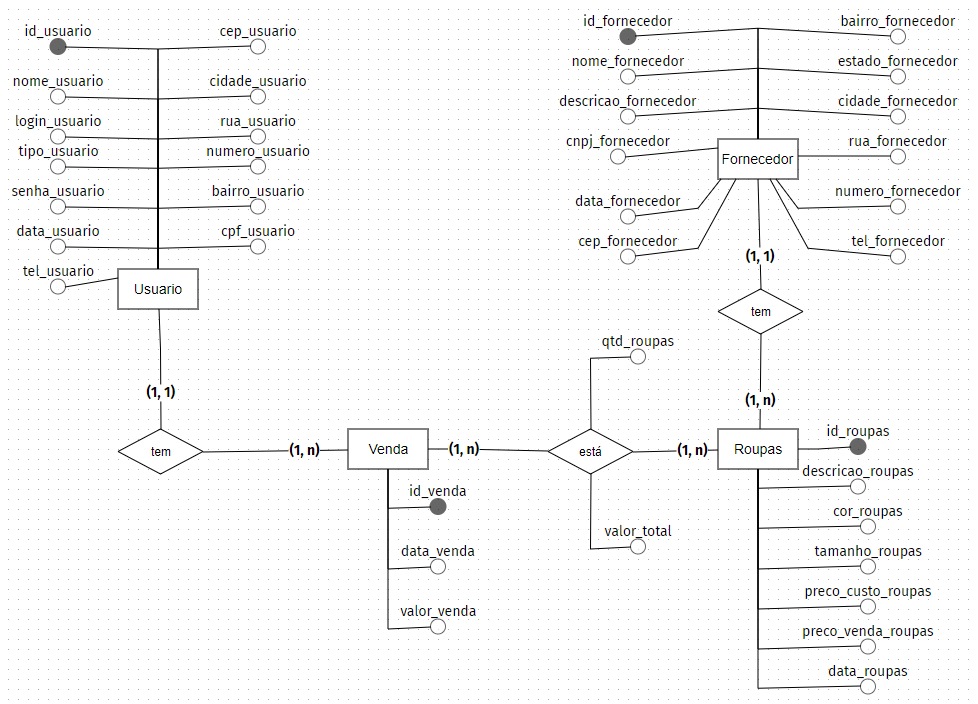 id_usuario
cep_usuario
nome_usuario
cidade_usuario
login_usuario
rua_usuario
tipo_usuario
numero_usuario
senha_usuario
bairro_usuario
data_usuario
cpf_usuario
tel_usuario
Usuario
(1, 1)
tem
(1, n)
Venda
id_venda
data_venda
valor_venda
(1, n)
está
qtd_roupas
valor_total
(1, n)
id_fornecedor
bairro_fornecedor
nome_fornecedor
estado_fornecedor
descricao_fornecedor
cidade_fornecedor
cnpj_fornecedor
Fornecedor
rua_fornecedor
data_fornecedor
numero_fornecedor
cep_fornecedor
tel_fornecedor
(1, 1)
tem
(1, n)
Roupas
id_roupas
descricao_roupas
cor_roupas
tamanho_roupas
preco_custo_roupas
preco_venda_roupas
data_roupas